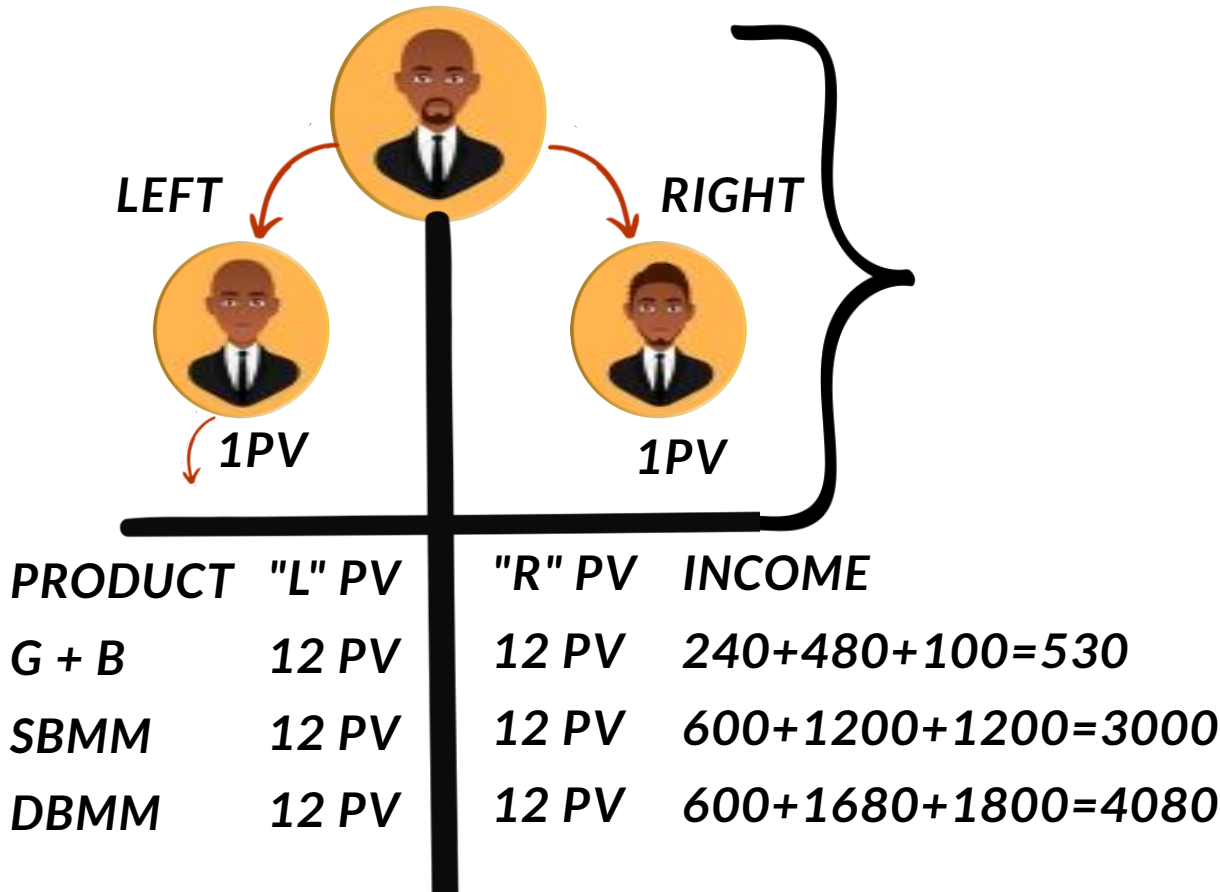 LEFT RIGHT
1PV 1PV
PRODUCT "L" PV "R" PV INCOME
G + B 12 PV 12 PV 240+480+100=530
SBMM 12 PV 12 PV 600+1200+1200=3000
DBMM 12 PV 12 PV 600+1680+1800=4080